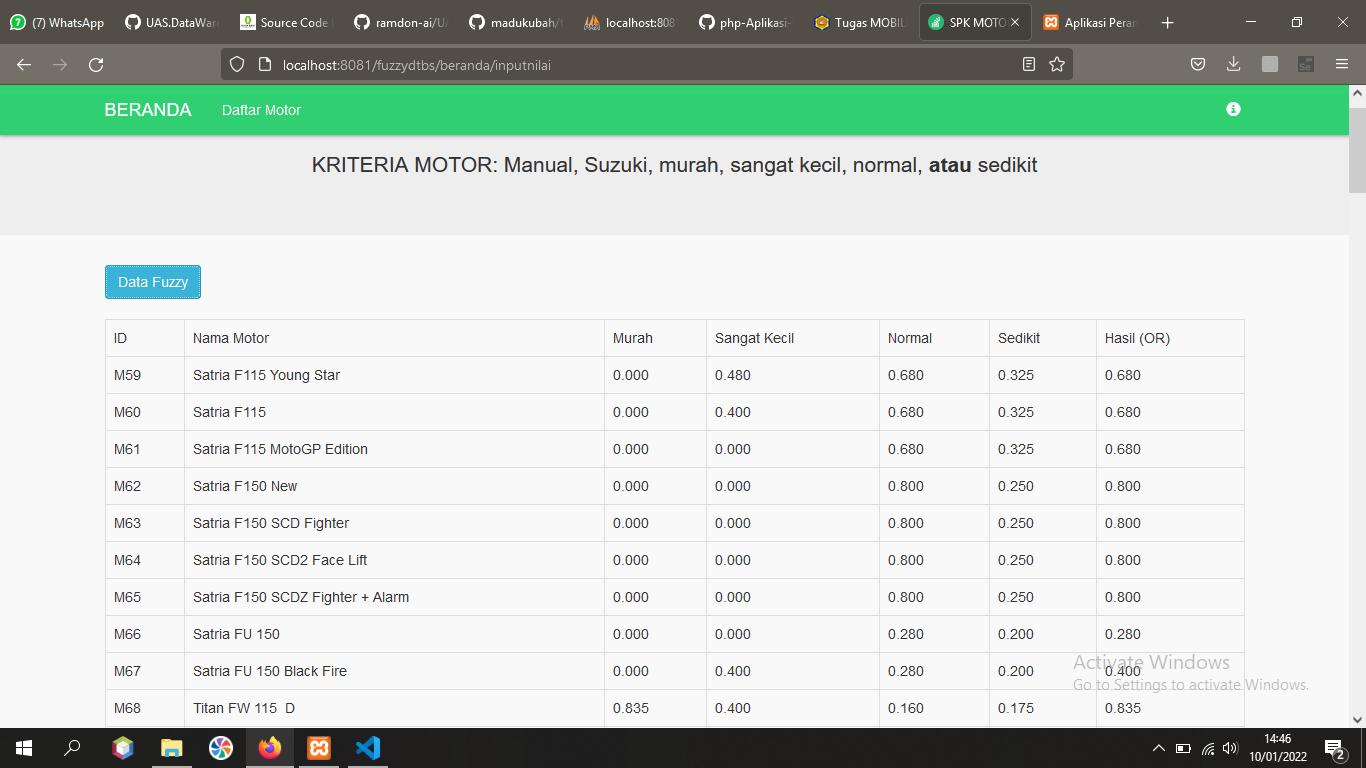 (7) WhatsApp
UAS.DataWar
Source Code
ramdon-ai/U
madukubah/
localhost:8081
php-Aplikasi-
Tugas MOBIL
SPK MOTO
Aplikasi Pera
localhost:8081/fuzzydtbs/beranda/inputnilai
BERANDA Daftar Motor
KRITERIA MOTOR: Manual, Suzuki, murah, sangat kecil, normal, atau sedikit
Data Fuzzy
ID Nama Motor Murah Sangat Kecil Normal Sedikit Hasil (OR)
M59 Satria F115 Young Star 0.000 0.480 0.680 0.325 0.680
M60 Satria F115 0.000 0.400 0.680 0.325 0.680
M61 Satria F115 MotoGP Edition 0.000 0.000 0.680 0.325 0.680
M62 Satria F150 New 0.000 0.000 0.800 0.250 0.800
M63 Satria F150 SCD Fighter 0.000 0.000 0.800 0.250 0.800
M64 Satria F150 SCD2 Face Lift 0.000 0.000 0.800 0.250 0.800
M65 Satria F150 SCDZ Fighter + Alarm 0.000 0.000 0.800 0.250 0.800
M66 Satria FU 150 0.000 0.000 0.280 0.200 0.280
M67 Satria FU 150 Black Fire 0.000 0.400 0.280 0.200 0.400
M68 Titan FW 115 D 0.835 0.400 0.160 0.175 0.835
Activate Windows
Go to Settings to activate Windows.
14:46
10/01/2022
2